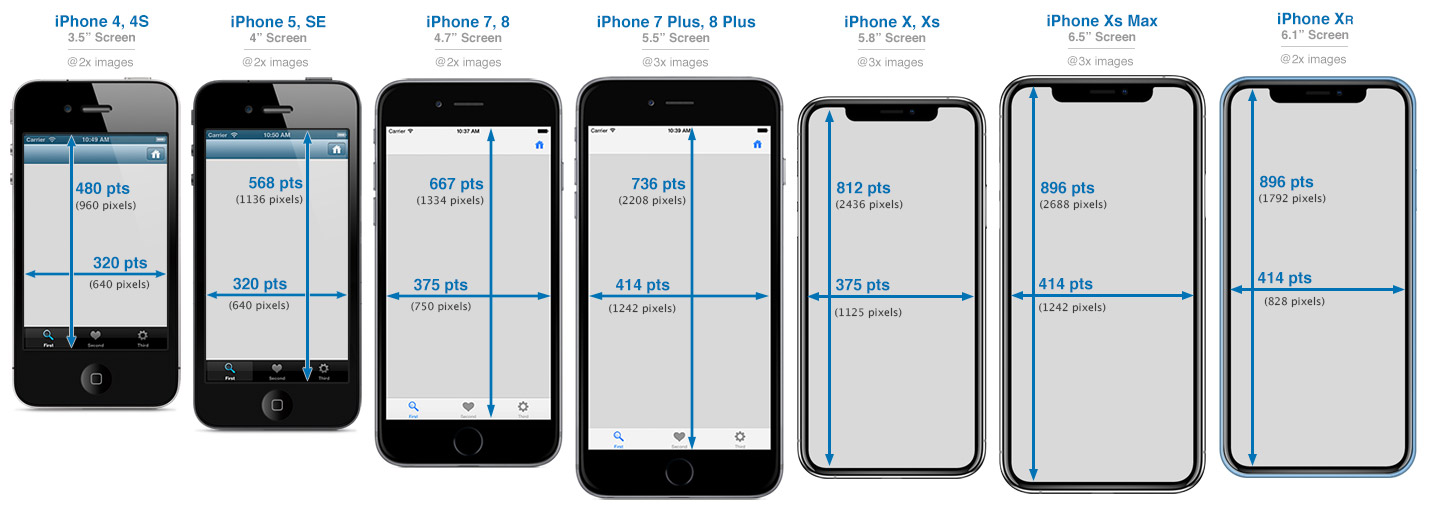 iPhone 4, 4S
3.5” Screen
@2x images
10:49 AM
Carrier
480 pts
(960 pixels)
320 pts
(640 pixels)
First
Second
Third
iPhone 5, SE
4” Screen
@2x images
Carrier
10:50 AM
568 pts
(1136 pixels)
320 pts
(640 pixels)
First
Second
Third
iPhone 7, 8
4.7” Screen
@2x images
Carrier
10:37 AM
667 pts
(1334 pixels)
375 pts
(750 pixels)
First
Second
Third
iPhone 7 Plus, 8 Plus
5.5” Screen
@3x images
Carrier
10:39 AM
736 pts
(2208 pixels)
414 pts
(1242 pixels)
First
Second
Third
iPhone X, Xs
5.8” Screen
@3x images
812 pts
(2436 pixels)
375 pts
(1125 pixels)
iPhone Xs Max
6.5” Screen
@3x images
896 pts
(2688 pixels)
414 pts
(1242 pixels)
iPhone XR
6.1” Screen
@2x images
896 pts
(1792 pixels)
414 pts
(828 pixels)